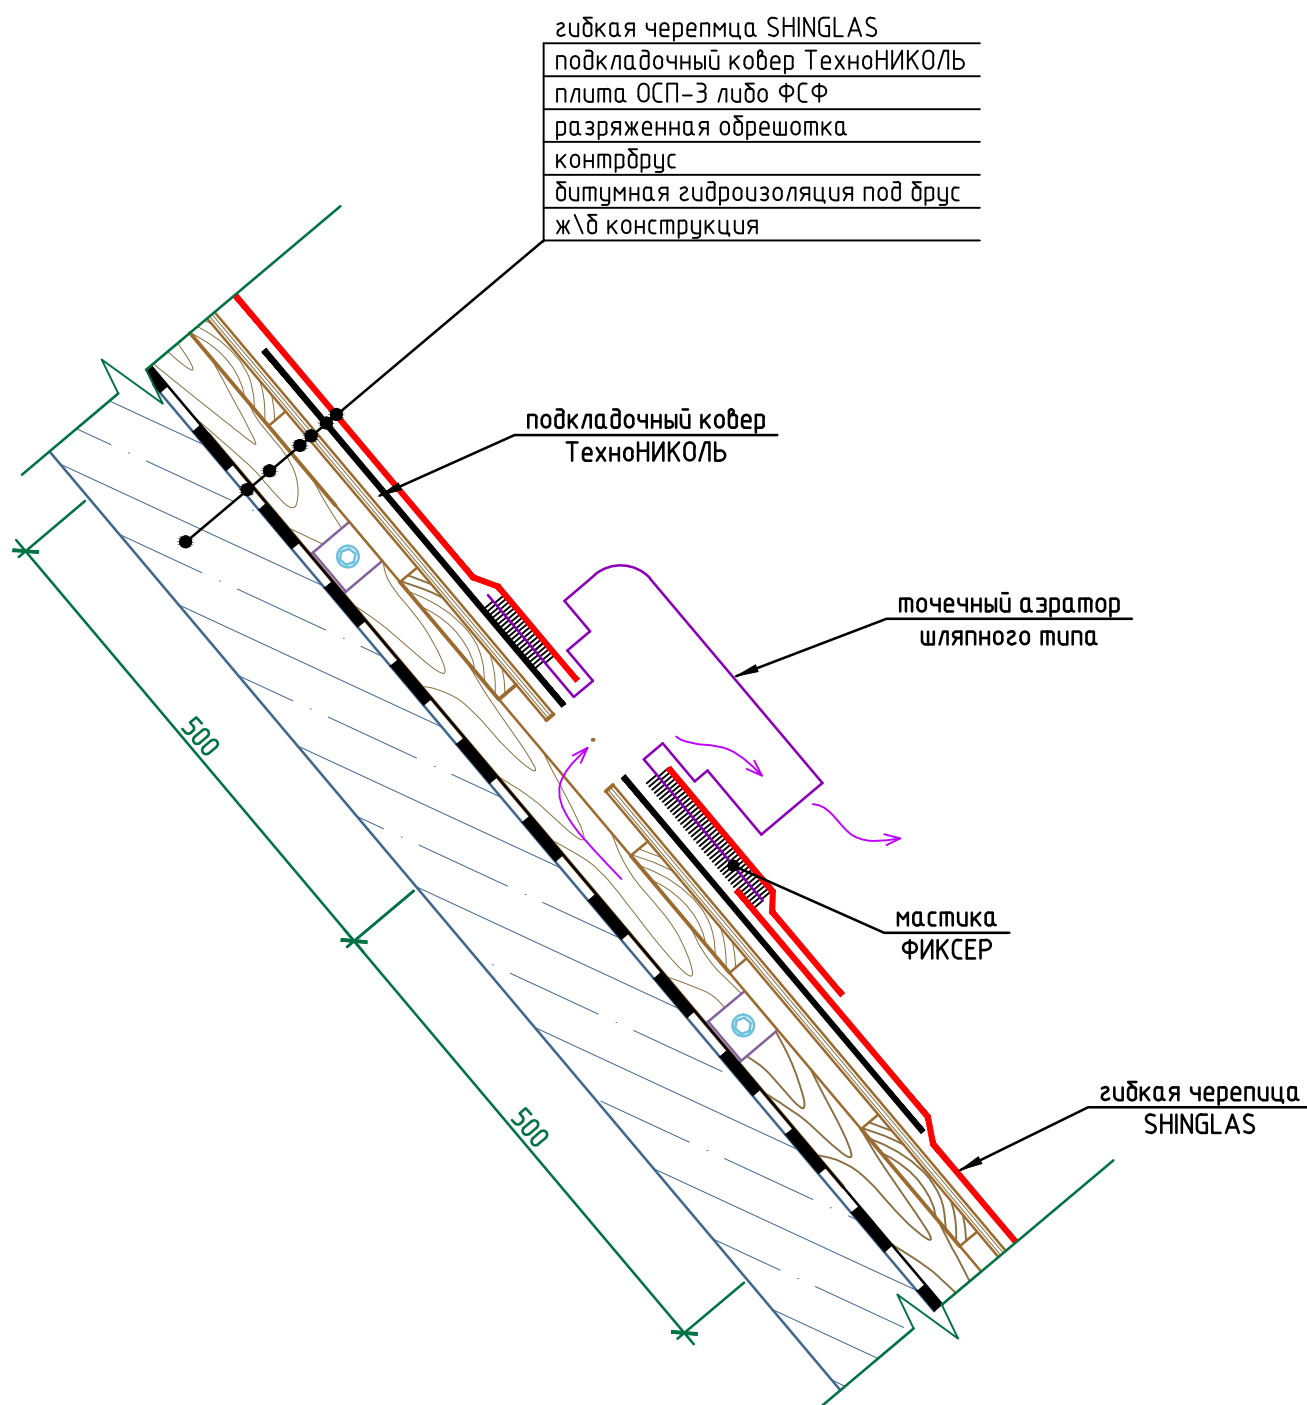 гибкая черепмца SHINGLAS
подкладочный ковер ТехноНИКОЛЬ
плита ОСП-3 либо ФСФ
разряженная обрешотка
контрбрус
битумная гидроизоляция под брус
ж\б конструкция
подкладочный ковер
ТехноНИКОЛЬ
точечный аэратор
шляпного типа
500
мастика
ФИКСЕР
500
гибкая черепица
SHINGLAS